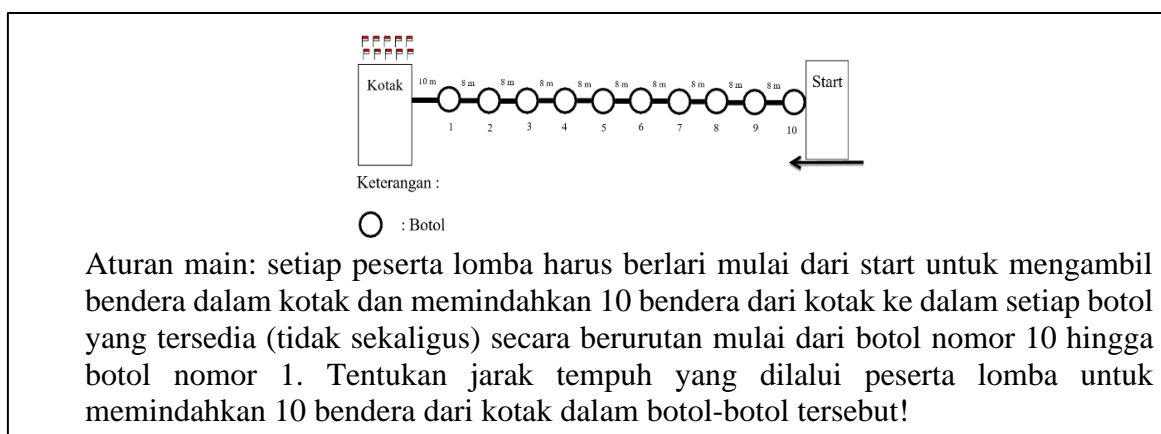 Kotak
10 m 8 m 8 m 8 m 8 m 8 m 8 m 8 m 8 m 8 m
Start
1 2 3 4 5 6 7 8 9 10
Keterangan :
: Botol
Aturan main: setiap peserta lomba harus berlari mulai dari start untuk mengambil
bendera dalam kotak dan memindahkan 10 bendera dari kotak ke dalam setiap botol
yang tersedia (tidak sekaligus) secara berurutan mulai dari botol nomor 10 hingga
botol nomor 1. Tentukan jarak tempuh yang dilalui peserta lomba untuk
memindahkan 10 bendera dari kotak dalam botol-botol tersebut!